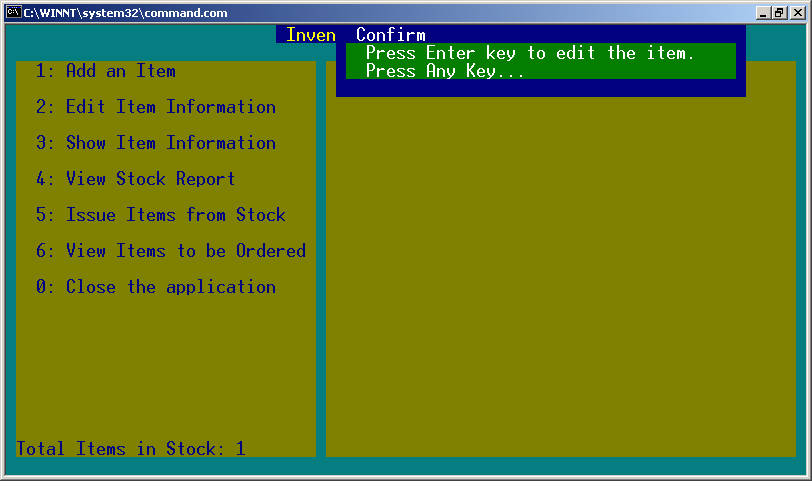 C:\WINNT\system32\command.com
Inven
Confirm
Press Enter key to edit the item.
Press Any Key...
1: Add an Item
2: Edit Item Information
3: Show Item Information
4: View Stock Report
5: Issue Items from Stock
6: View Items to be Ordered
0: Close the application
Total Items in Stock: 1